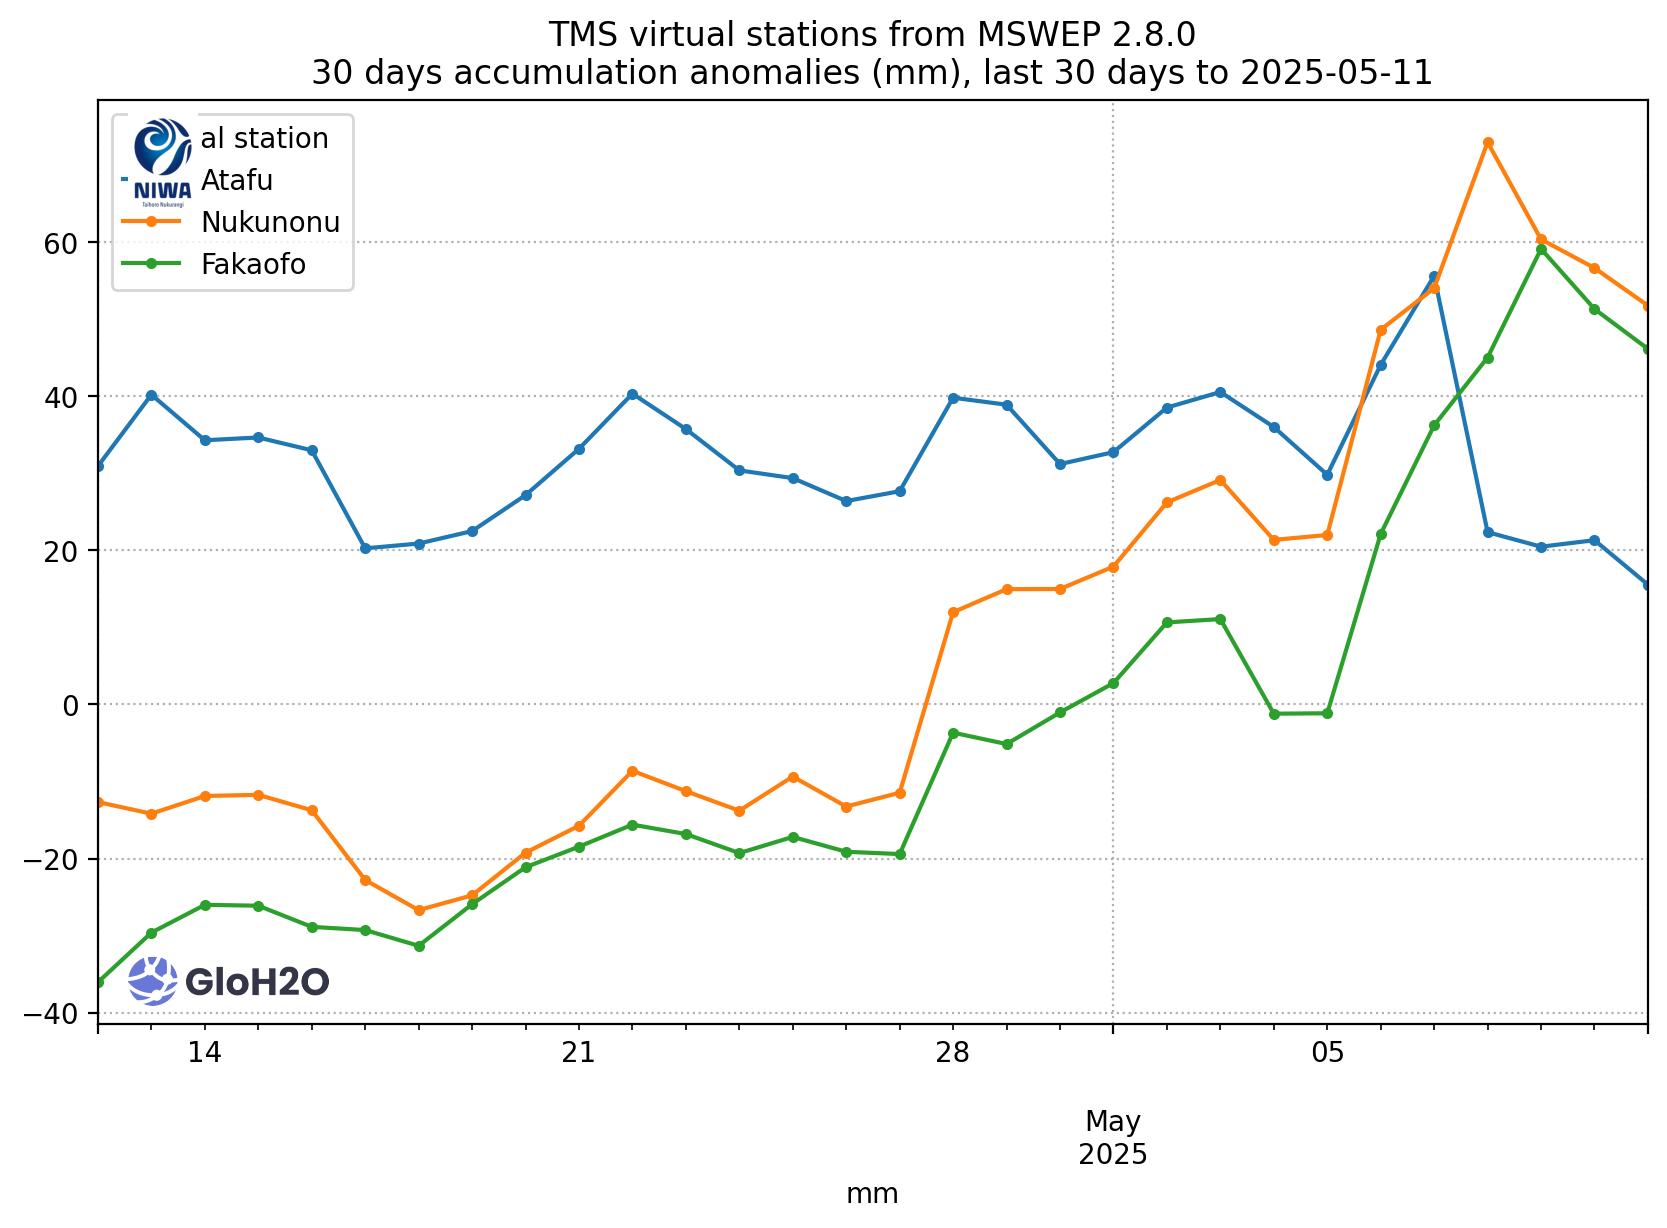 TMS virtual stations from MSWEP 2.8.0
30 days accumulation anomalies (mm), last 30 days to 2025-05-11
al station
NIWA
Taihoro Nukurangi
Atafu
Nukunonu
Fakaofo
60
40
20
0
−20
−40
GloH2O
14
21
28
05
May
2025
mm